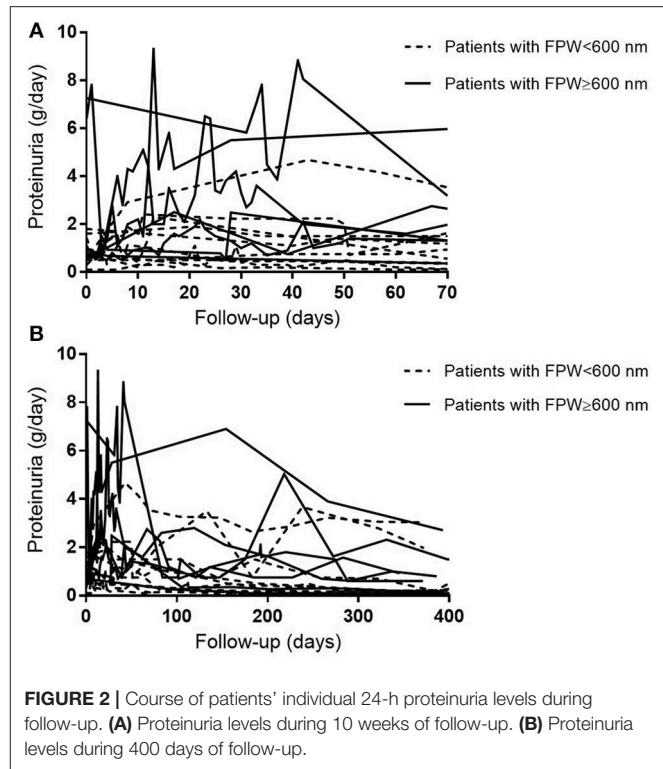 A
Patients with FPW<600 nm
Patients with FPW≥600 nm
Proteinuria (g/day)
10
8
6
4
2
0
0 10 20 30 40 50 60 70
Follow-up (days)
B
Patients with FPW<600 nm
Patients with FPW≥600 nm
Proteinuria (g/day)
10
8
6
4
2
0
0 100 200 300 400
Follow-up (days)
FIGURE 2 | Course of patients' individual 24-h proteinuria levels during
follow-up. (A) Proteinuria levels during 10 weeks of follow-up. (B) Proteinuria
levels during 400 days of follow-up.